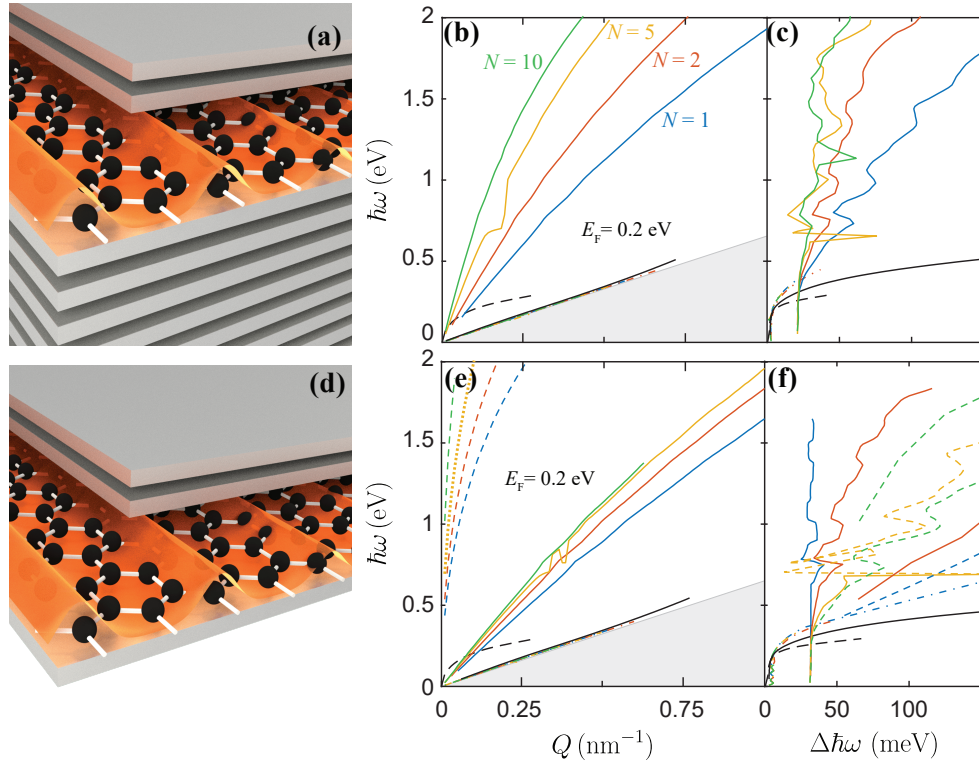 (a)
(b)
(c)
2
1.5
1
0.5
0
ħω (eV)
N = 10
N = 5
N = 2
N = 1
E_F = 0.2 eV
(d)
(e)
(f)
2
1.5
1
0.5
0
ħω (eV)
E_F = 0.2 eV
0
0.25
0.5
0.75
0
50
100
Q (nm⁻¹)
Δħω (meV)